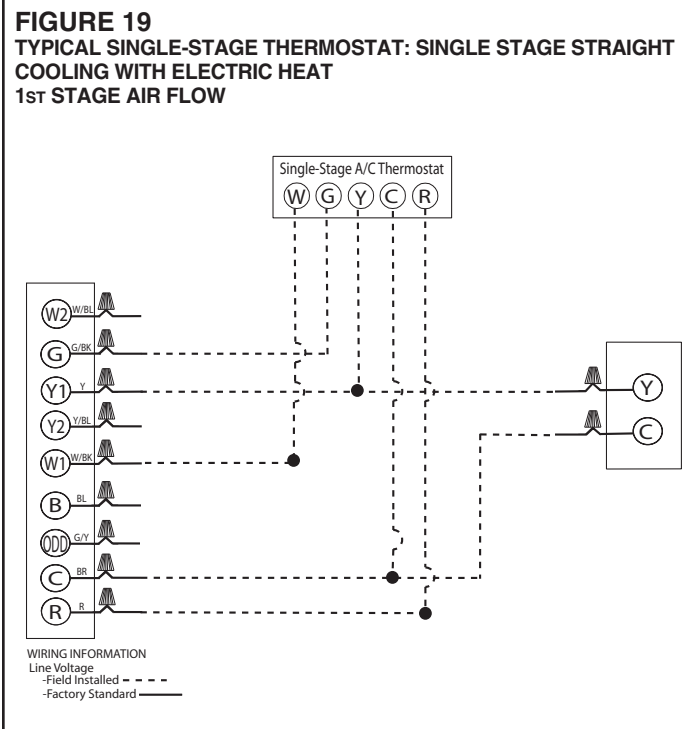 FIGURE 19
TYPICAL SINGLE-STAGE THERMOSTAT: SINGLE STAGE STRAIGHT
COOLING WITH ELECTRIC HEAT
1ST STAGE AIR FLOW
Single-Stage A/C Thermostat
W G Y C R
W2 W/BL
G G/BK
Y1 Y
Y2 Y/BL
W1 W/BK
B BL
ODD G/Y
C BR
R R
Y
C
WIRING INFORMATION
Line Voltage
-Field Installed
-Factory Standard